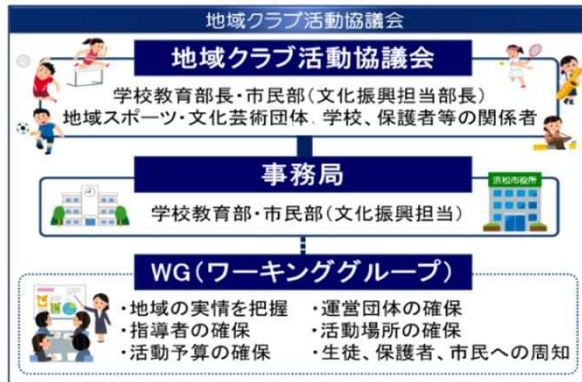 地域クラブ活動協議会
地域クラブ活動協議会
学校教育部長・市民部(文化振興担当部長)
地域スポーツ・文化芸術団体、学校、保護者等の関係者
事務局
浜松市役所
学校教育部・市民部(文化振興担当)
WG(ワーキンググループ)
・地域の実情を把握 ・運営団体の確保
・指導者の確保 ・活動場所の確保
・活動予算の確保 ・生徒、保護者、市民への周知